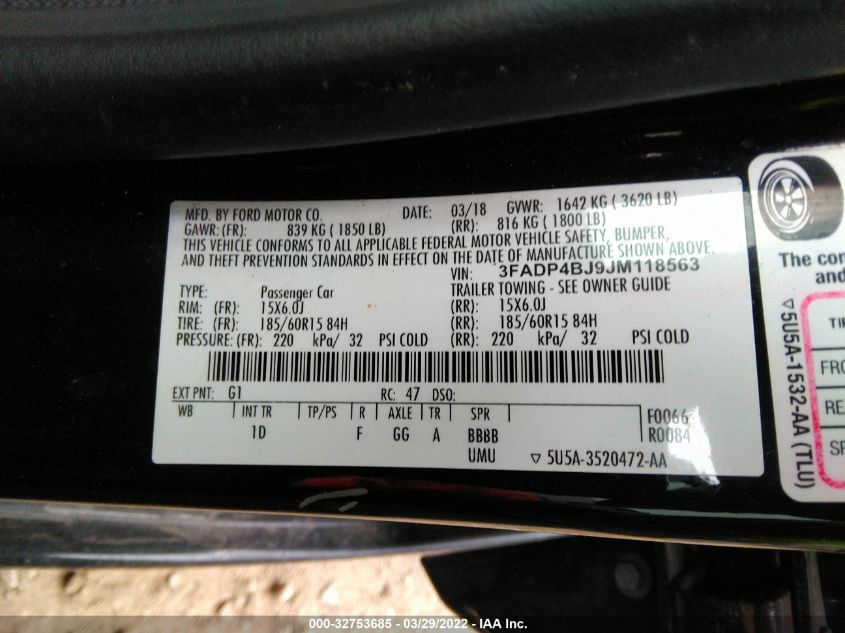 MFD. BY FORD MOTOR CO. DATE: 03/18 GVWR: 1642 KG ( 3620 LB)
GAWR: (FR): 839 KG ( 1850 LB) (RR): 816 KG ( 1800 LB)
THIS VEHICLE CONFORMS TO ALL APPLICABLE FEDERAL MOTOR VEHICLE SAFETY, BUMPER,
AND THEFT PREVENTION STANDARDS IN EFFECT ON THE DATE OF MANUFACTURE SHOWN ABOVE.
VIN: 3FADP4BJ9JM118563
TYPE: Passenger Car TRAILER TOWING - SEE OWNER GUIDE
RIM: (FR): 15X6.0J (RR): 15X6.0J
TIRE: (FR): 185/60R15 84H (RR): 185/60R15 84H
PRESSURE: (FR): 220 kPa/ 32 PSI COLD (RR): 220 kPa/ 32 PSI COLD
EXT PNT: G1 RC: 47 DSO:
WB INT TR TP/PS R AXLE TR SPR F0066
1D F GG A BBBB R0084
UMU ▽ 5U5A-3520472-AA
The
and
▽5U5A-1532-AA (TLU)
FRO
RE
SP
000-32753685 - 03/29/2022 - IAA Inc.